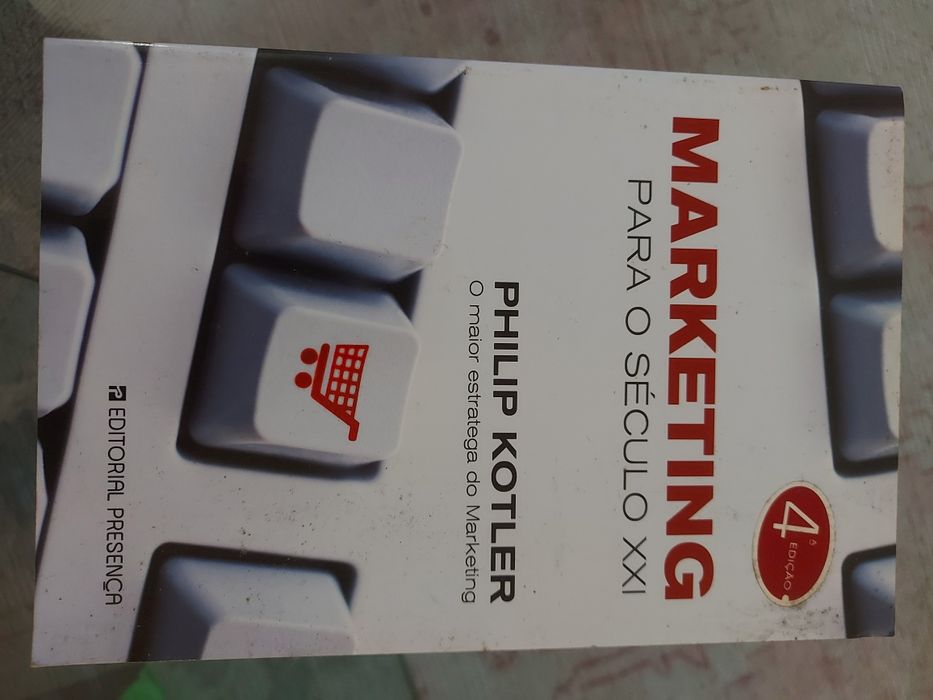 4ª
EDIÇÃO
MARKETING
PARA O SÉCULO XXI
PHILIP KOTLER
O maior estratega do Marketing
EDITORIAL PRESENÇA